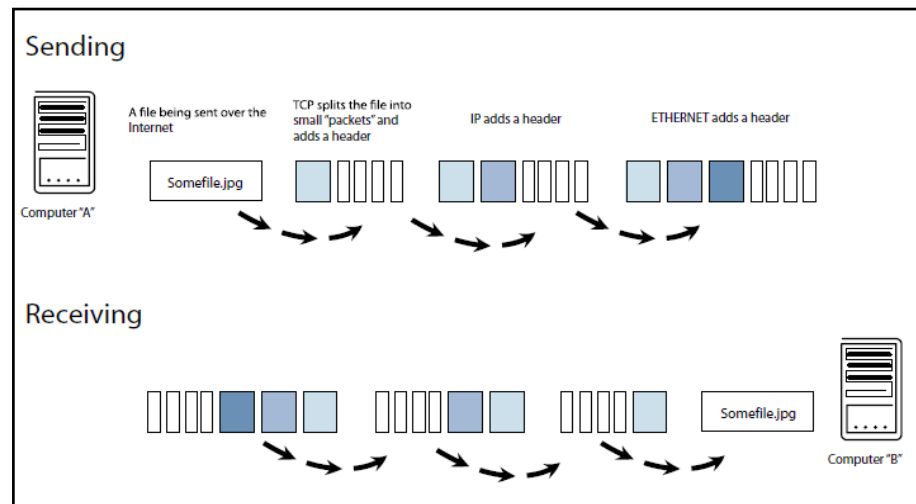 Sending
A file being sent over the
Internet
TCP splits the file into
small "packets" and
adds a header
IP adds a header
ETHERNET adds a header
Somefile.jpg
Computer "A"
Receiving
Somefile.jpg
Computer "B"